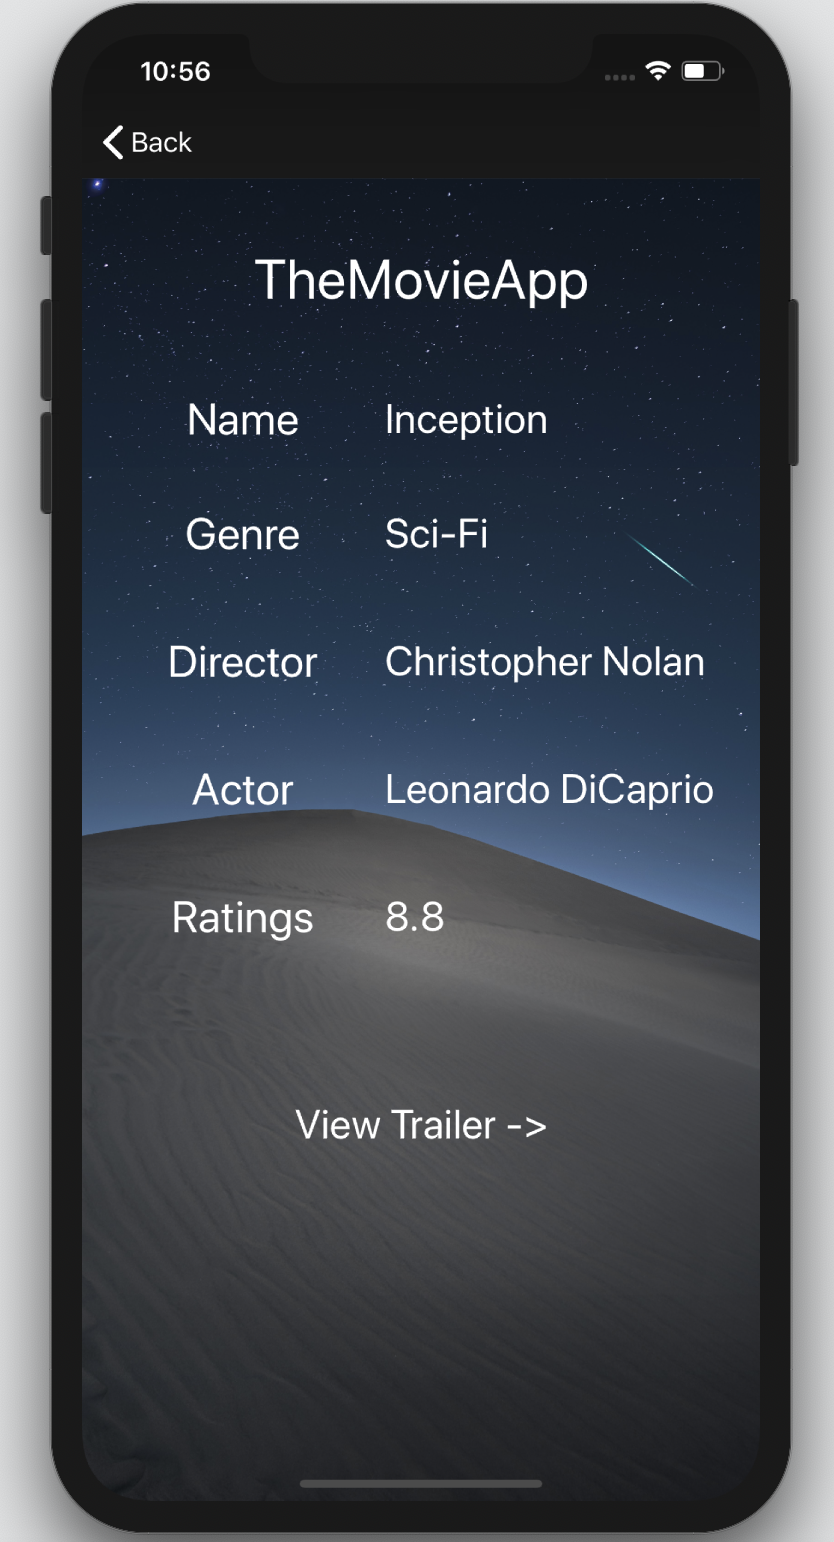 10:56
Back
TheMovieApp
Name Inception
Genre Sci-Fi
Director Christopher Nolan
Actor Leonardo DiCaprio
Ratings 8.8
View Trailer ->